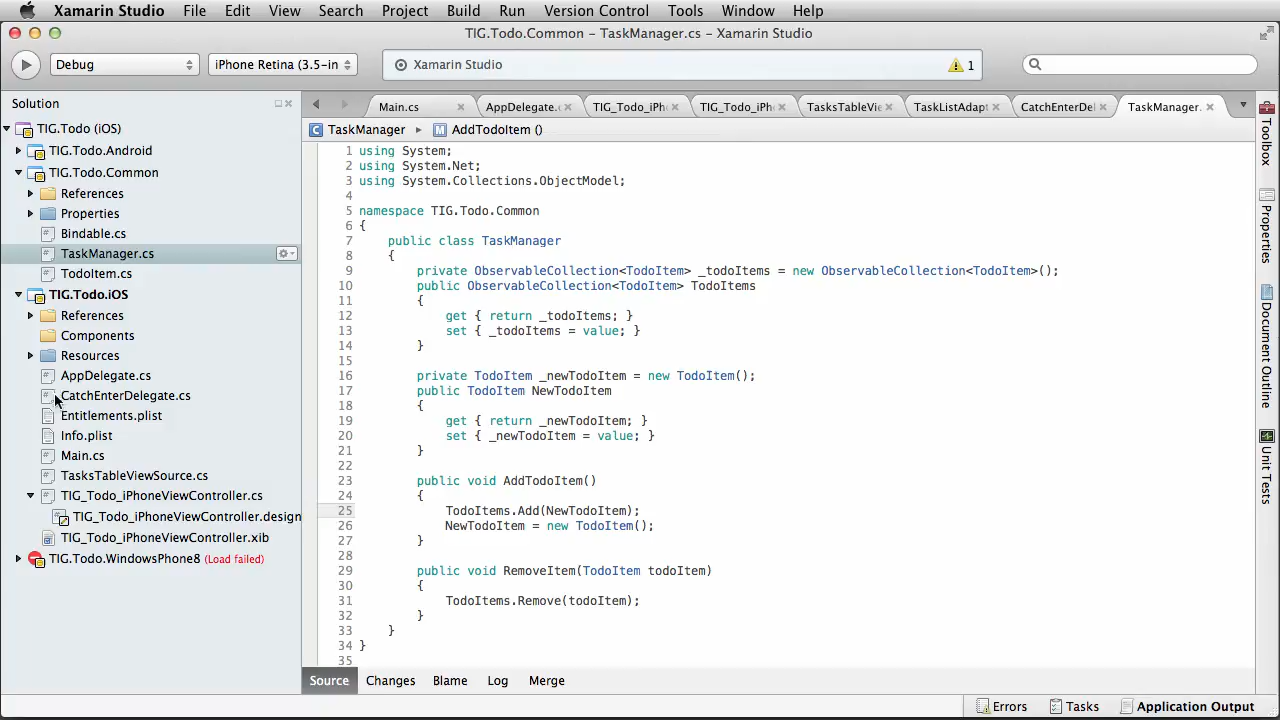 Xamarin Studio File Edit View Search Project Build Run Version Control Tools Window Help
TIG.Todo.Common – TaskManager.cs – Xamarin Studio
Debug iPhone Retina (3.5-in Xamarin Studio 1
Solution
TIG.Todo (iOS)
TIG.Todo.Android
TIG.Todo.Common
References
Properties
Bindable.cs
TaskManager.cs
TodoItem.cs
TIG.Todo.iOS
References
Components
Resources
AppDelegate.cs
CatchEnterDelegate.cs
Entitlements.plist
Info.plist
Main.cs
TasksTableViewSource.cs
TIG_Todo_iPhoneViewController.cs
TIG_Todo_iPhoneViewController.design
TIG_Todo_iPhoneViewController.xib
TIG.Todo.WindowsPhone8 (Load failed)
Main.cs AppDelegate. TIG_Todo_iPh TIG_Todo_iPh TasksTableVie TaskListAdapt CatchEnterDel TaskManager.
C TaskManager M AddTodoItem ()
1 using System;
2 using System.Net;
3 using System.Collections.ObjectModel;
4
5 namespace TIG.Todo.Common
6 {
7 public class TaskManager
8 {
9 private ObservableCollection<TodoItem> _todoItems = new ObservableCollection<TodoItem>();
10 public ObservableCollection<TodoItem> TodoItems
11 {
12 get { return _todoItems; }
13 set { _todoItems = value; }
14 }
15
16 private TodoItem _newTodoItem = new TodoItem();
17 public TodoItem NewTodoItem
18 {
19 get { return _newTodoItem; }
20 set { _newTodoItem = value; }
21 }
22
23 public void AddTodoItem()
24 {
25 TodoItems.Add(NewTodoItem);
26 NewTodoItem = new TodoItem();
27 }
28
29 public void RemoveItem(TodoItem todoItem)
30 {
31 TodoItems.Remove(todoItem);
32 }
33 }
34 }
35
Source Changes Blame Log Merge
Toolbox
Properties
Document Outline
Unit Tests
Errors Tasks Application Output